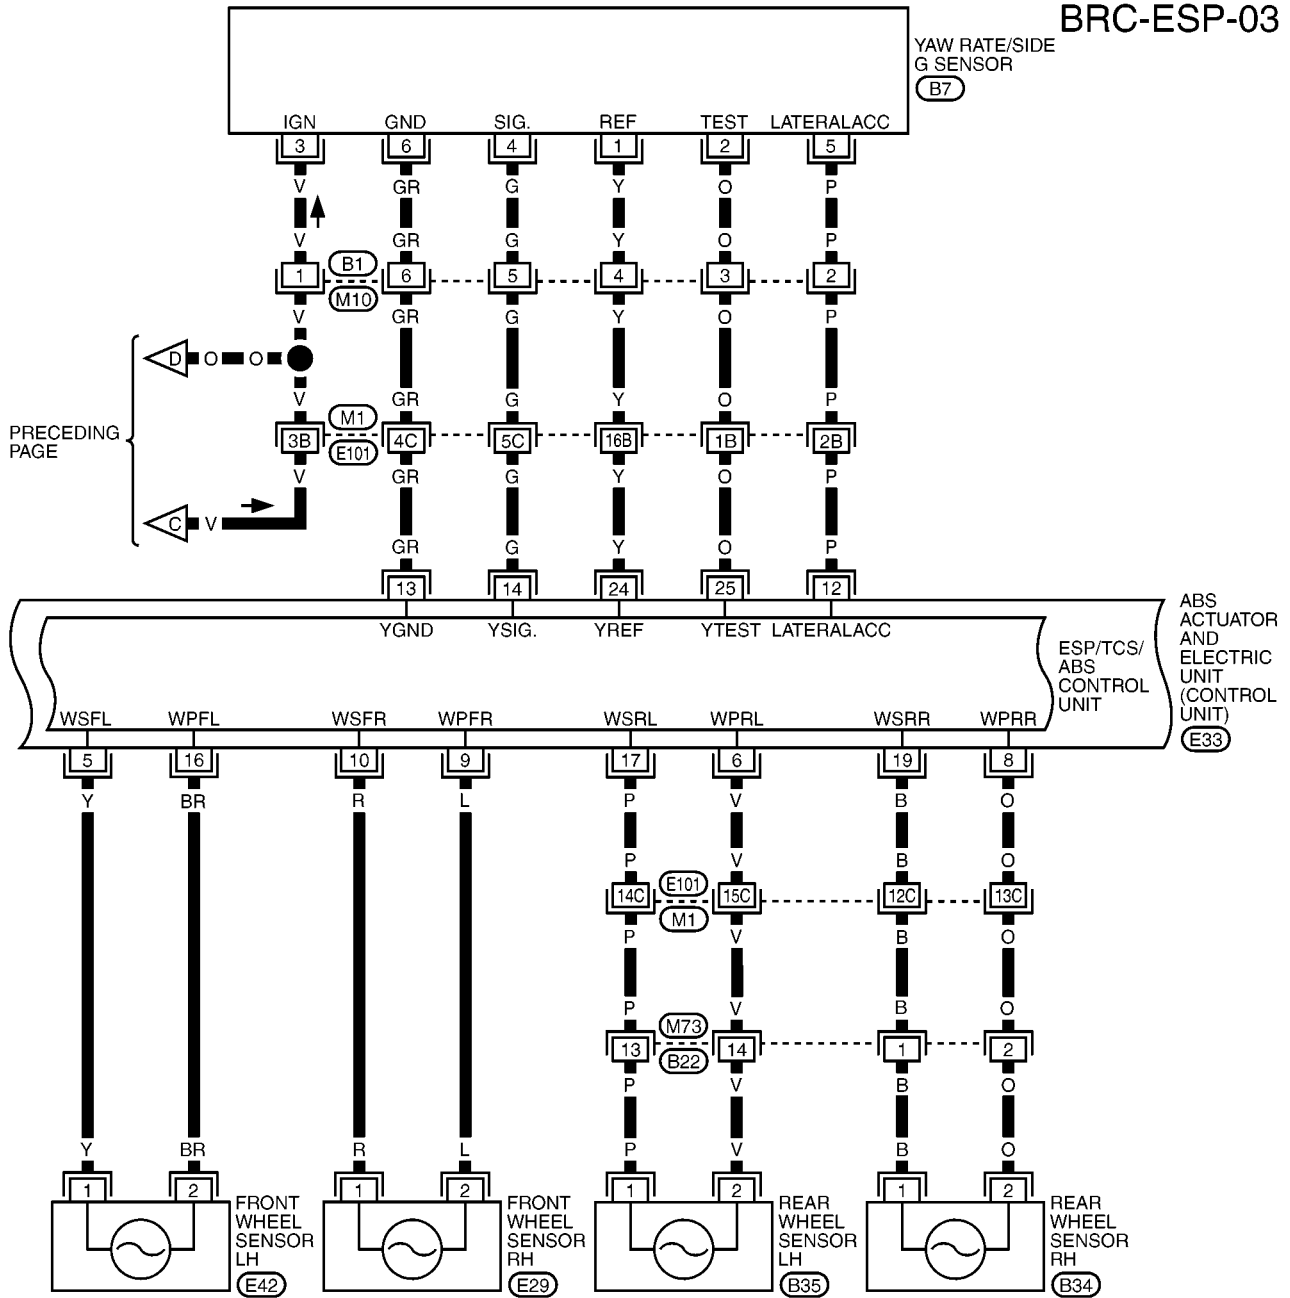 BRC-ESP-03
YAW RATE/SIDE
G SENSOR
B7
IGN GND SIG. REF TEST LATERALACC
3 6 4 1 2 5
V GR G Y O P
V GR G Y O P
B1
1 6 5 4 3 2
M10
V GR G Y O P
D O O
V GR G Y O P
M1
3B 4C 5C 16B 1B 2B
E101
PRECEDING
PAGE
V GR G Y O P
C V
GR G Y O P
13 14 24 25 12
YGND YSIG. YREF YTEST LATERALACC
ESP/TCS/
ABS
CONTROL
UNIT
ABS
ACTUATOR
AND
ELECTRIC
UNIT
(CONTROL
UNIT)
E33
WSFL WPFL WSFR WPFR WSRL WPRL WSRR WPRR
5 16 10 9 17 6 19 8
Y BR R L P V B O
P V B O
E101
14C 15C 12C 13C
M1
P V B O
P V B O
M73
13 14 1 2
B22
P V B O
Y BR R L P V B O
1 2 1 2 1 2 1 2
FRONT
WHEEL
SENSOR
LH
E42
FRONT
WHEEL
SENSOR
RH
E29
REAR
WHEEL
SENSOR
LH
B35
REAR
WHEEL
SENSOR
RH
B34